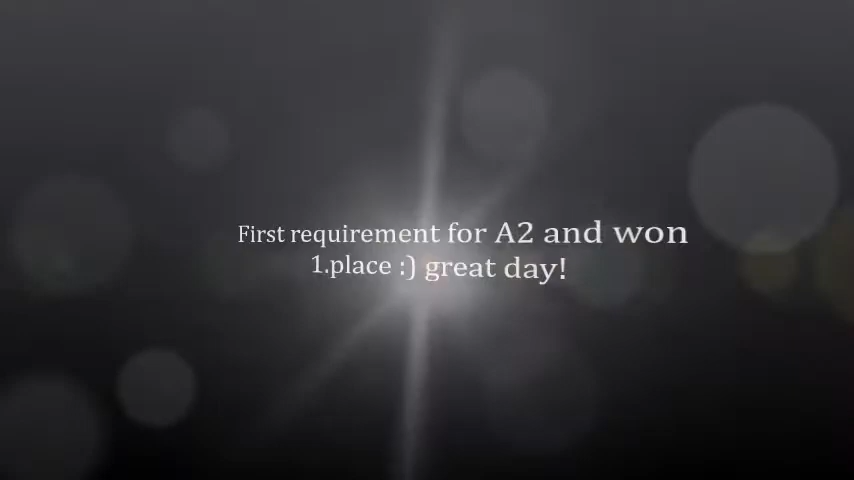 First requirement for A2 and won
1.place :) great day!